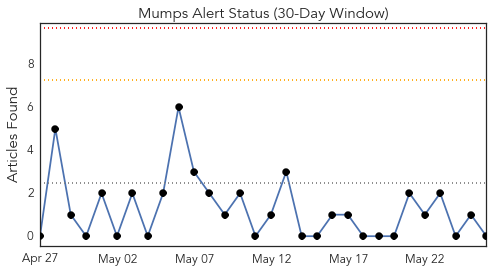 Mumps Alert Status (30-Day Window)
Articles Found
8
6
4
2
0
Apr 27
May 02
May 07
May 12
May 17
May 22